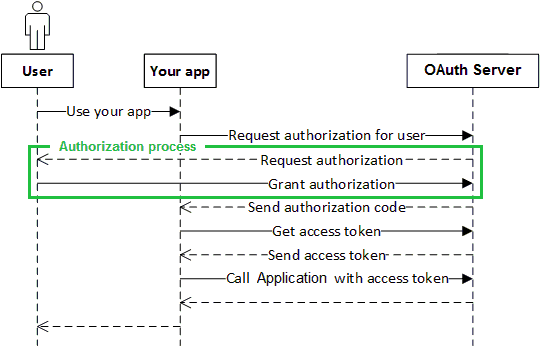 User
Your app
OAuth Server
Use your app
Request authorization for user
Authorization process
Request authorization
Grant authorization
Send authorization code
Get access token
Send access token
Call Application with access token